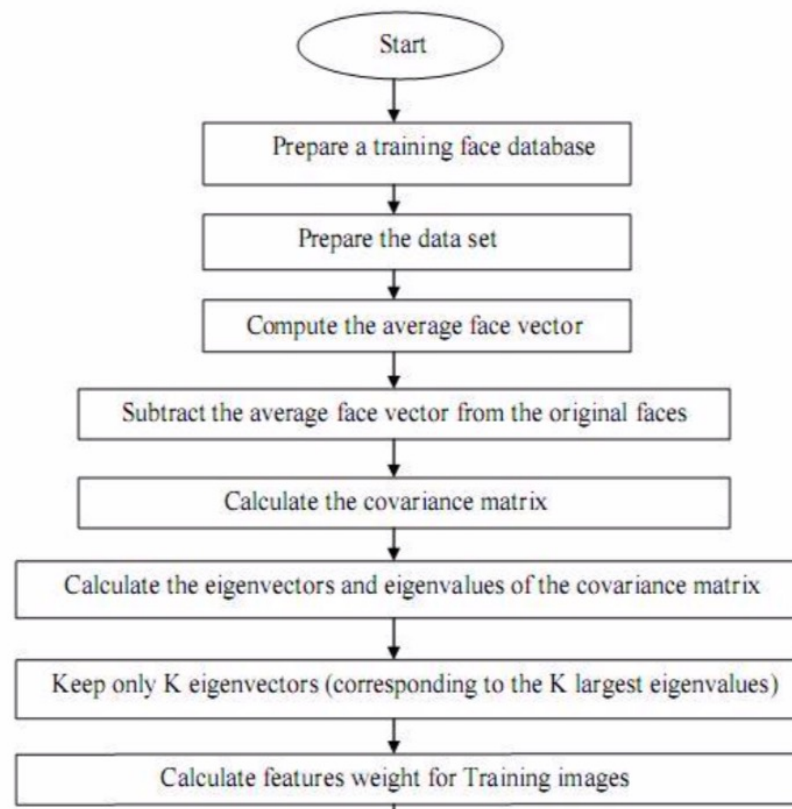 Start
Prepare a training face database
Prepare the data set
Compute the average face vector
Subtract the average face vector from the original faces
Calculate the covariance matrix
Calculate the eigenvectors and eigenvalues of the covariance matrix
Keep only K eigenvectors (corresponding to the K largest eigenvalues)
Calculate features weight for Training images